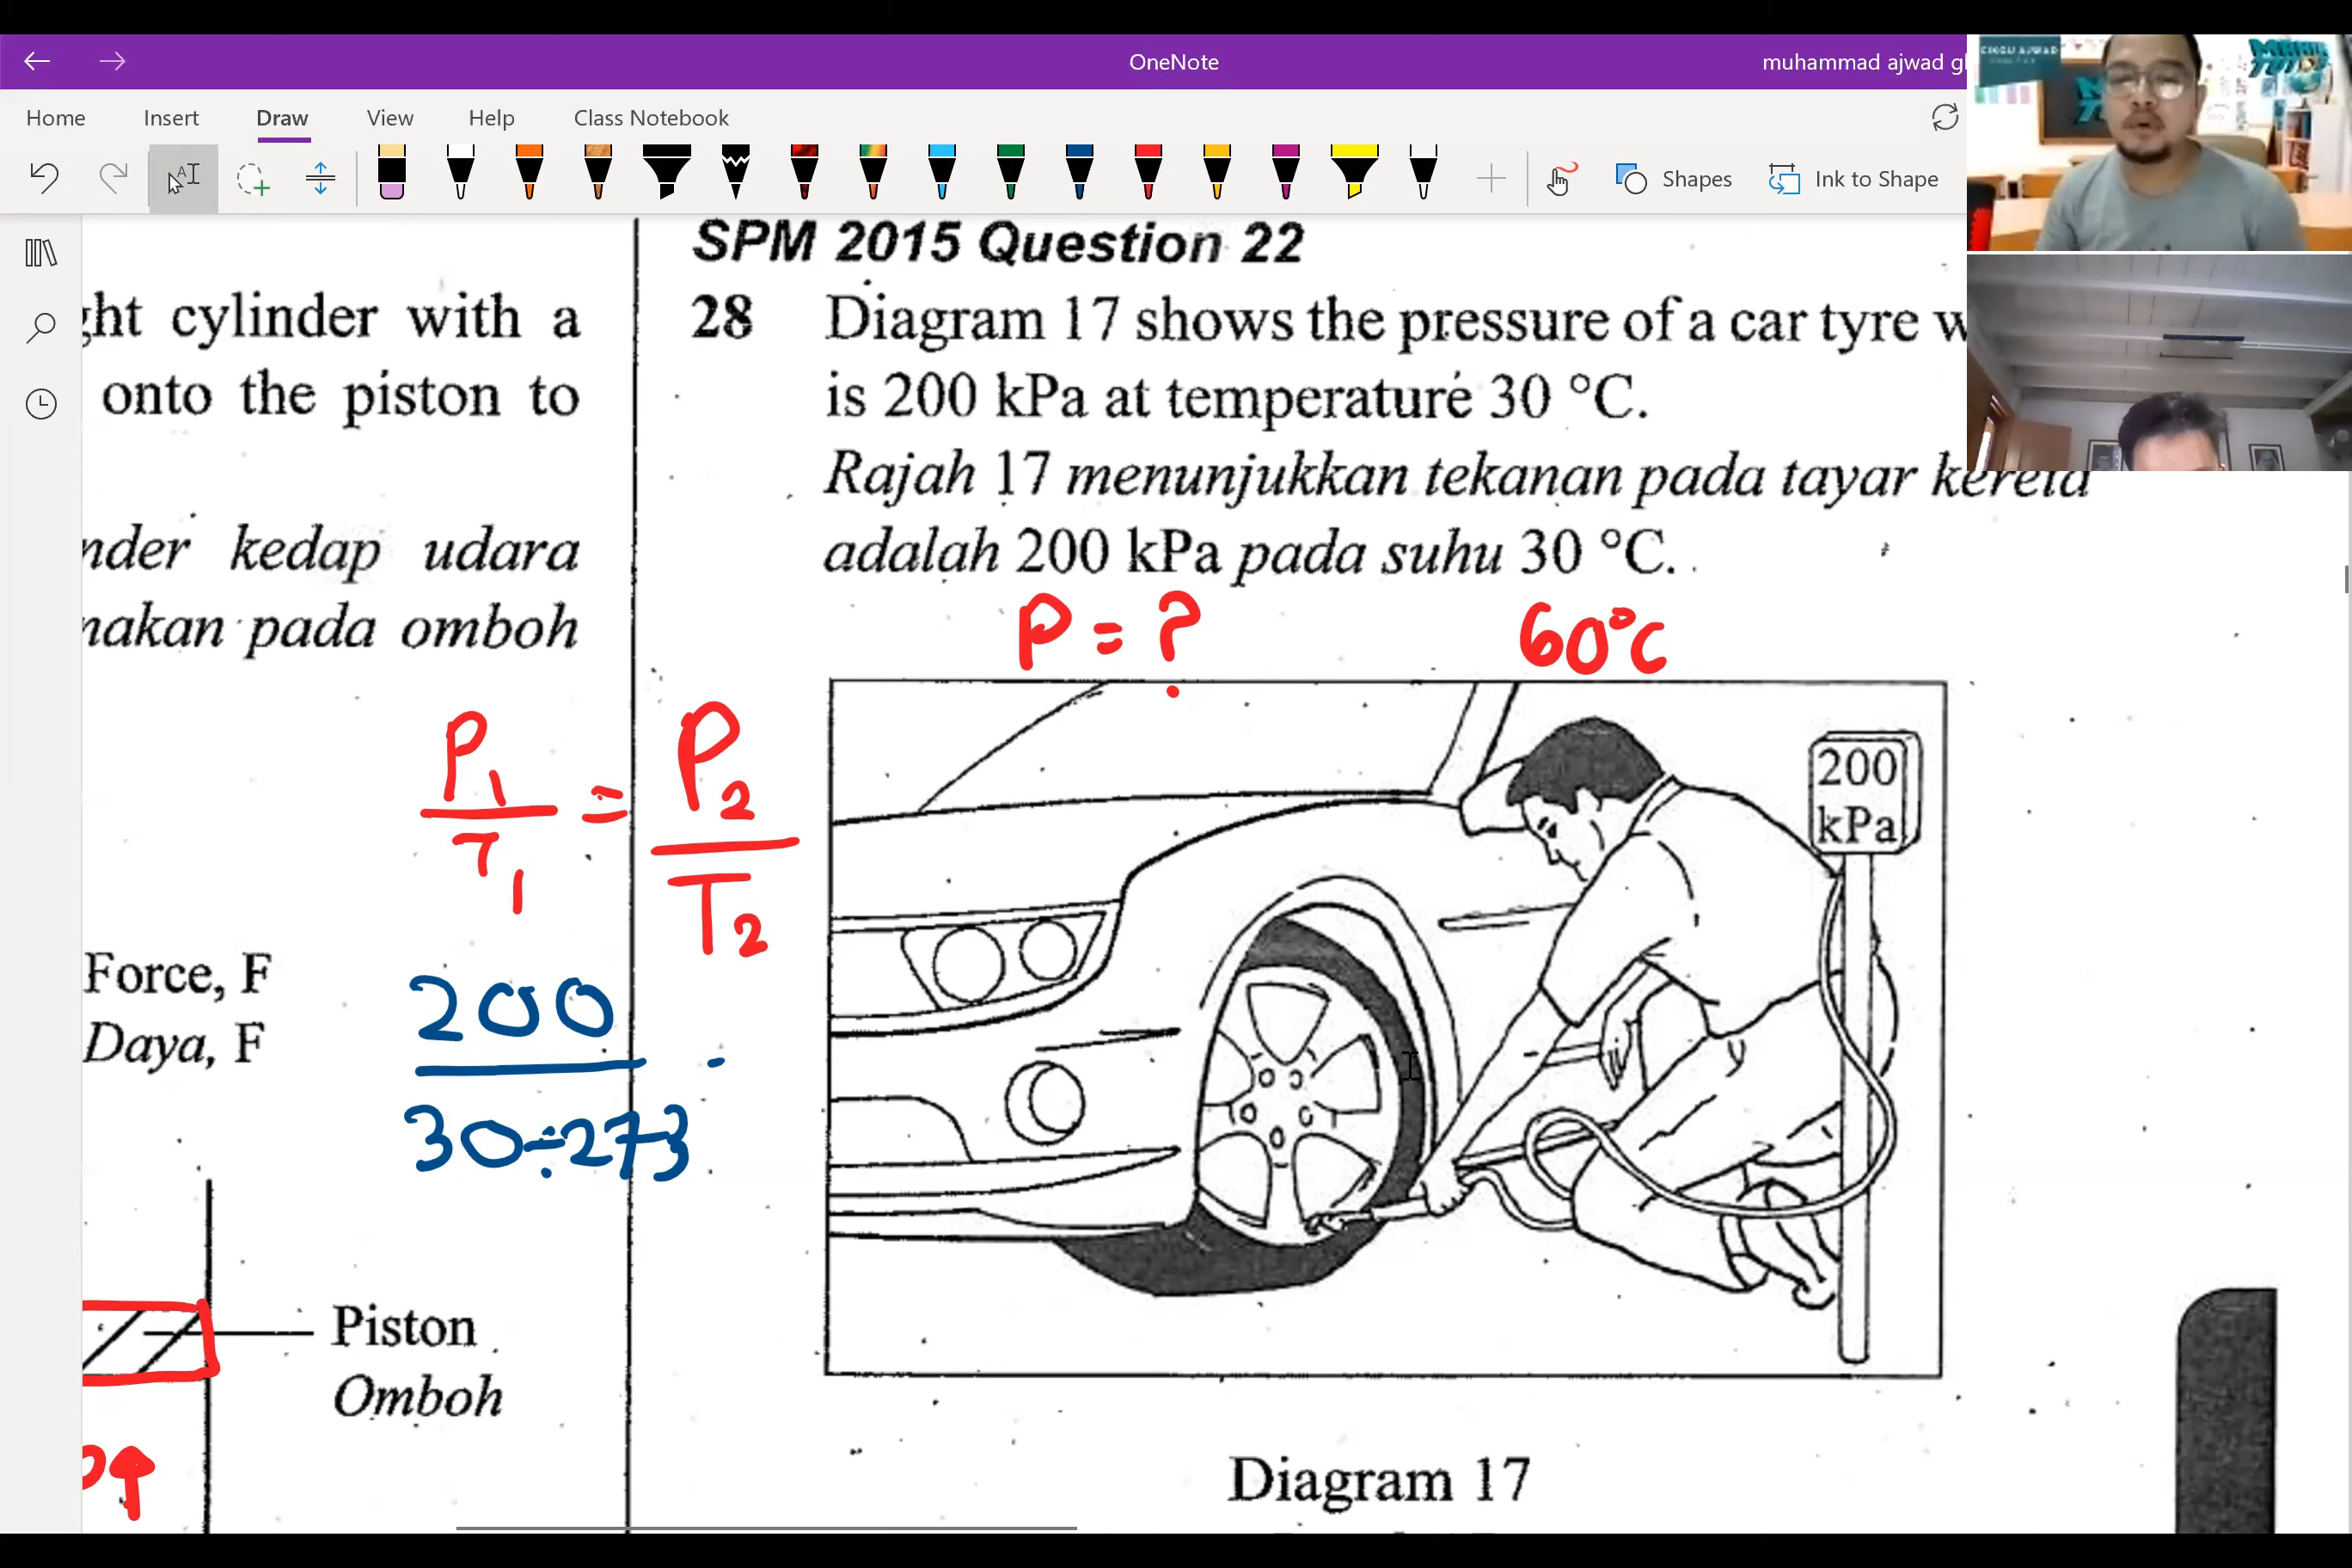 OneNote
muhammad ajwad gl
Home Insert Draw View Help Class Notebook
Shapes Ink to Shape
CIKGU AJWAD
SPM 2015 Question 22
ght cylinder with a
onto the piston to
nder kedap udara
nakan pada omboh
28 Diagram 17 shows the pressure of a car tyre w
is 200 kPa at temperature 30 °C.
Rajah 17 menunjukkan tekanan pada tayar kereta
adalah 200 kPa pada suhu 30 °C.
P = ? 60°C
P1/T1 = P2/T2
200
30÷273
200
kPa
Force, F
Daya, F
Piston
Omboh
↑
Diagram 17